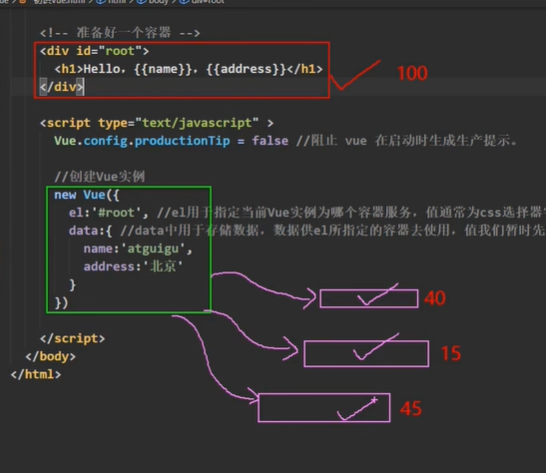 初识Vue.html > html > body > div#root
<!-- 准备好一个容器 -->
<div id="root">
<h1>Hello，{{name}}，{{address}}</h1>
</div>
100
<script type="text/javascript" >
Vue.config.productionTip = false //阻止 vue 在启动时生成生产提示。
//创建Vue实例
new Vue({
el:'#root', //el用于指定当前Vue实例为哪个容器服务，值通常为css选择器字
data:{ //data中用于存储数据，数据供el所指定的容器去使用，值我们暂时先
name:'atguigu',
address:'北京'
}
})
40
</script>
15
</body>
</html>
45